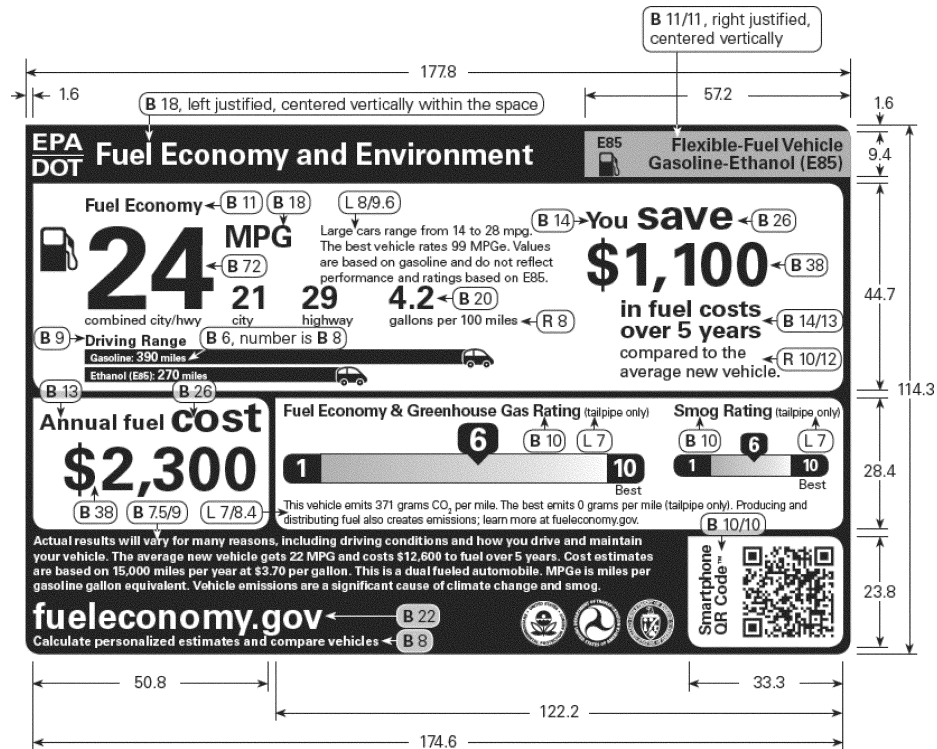 B 11/11, right justified,
centered vertically
177.8
1.6
B 18, left justified, centered vertically within the space
57.2
1.6
EPA
DOT
Fuel Economy and Environment
E85
Flexible-Fuel Vehicle
Gasoline-Ethanol (E85)
9.4
Fuel Economy
B 11
B 18
L 8/9.6
MPG
24
B 72
Large cars range from 14 to 28 mpg.
The best vehicle rates 99 MPGe. Values
are based on gasoline and do not reflect
performance and ratings based on E85.
B 14
You save
B 26
$1,100
B 38
44.7
21
29
4.2
B 20
combined city/hwy
city
highway
gallons per 100 miles
R 8
in fuel costs
over 5 years
B 14/13
compared to the
average new vehicle.
R 10/12
B 9
Driving Range
B 6, number is B 8
Gasoline: 390 miles
Ethanol (E85): 270 miles
114.3
B 13
B 26
Annual fuel cost
$2,300
B 38
B 7.5/9
L 7/8.4
Fuel Economy & Greenhouse Gas Rating (tailpipe only)
6
B 10
L 7
1
10
Best
Smog Rating (tailpipe only)
B 10
6
L 7
1
10
Best
28.4
This vehicle emits 371 grams CO2 per mile. The best emits 0 grams per mile (tailpipe only). Producing and
distributing fuel also creates emissions; learn more at fueleconomy.gov.
B 10/10
Actual results will vary for many reasons, including driving conditions and how you drive and maintain
your vehicle. The average new vehicle gets 22 MPG and costs $12,600 to fuel over 5 years. Cost estimates
are based on 15,000 miles per year at $3.70 per gallon. This is a dual fueled automobile. MPGe is miles per
gasoline gallon equivalent. Vehicle emissions are a significant cause of climate change and smog.
fueleconomy.gov
B 22
Calculate personalized estimates and compare vehicles
B 8
Smartphone
QR Code™
23.8
50.8
33.3
122.2
174.6